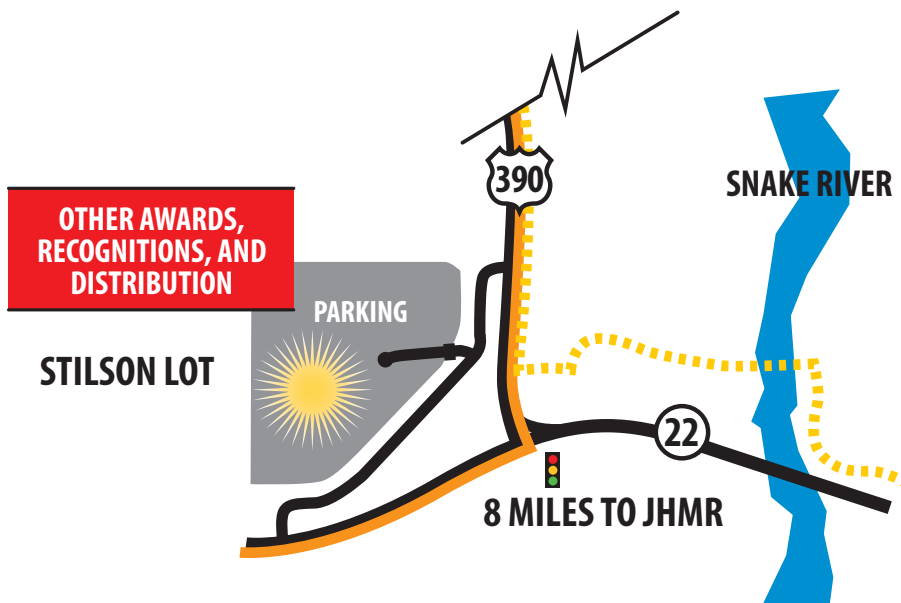 390
SNAKE RIVER
OTHER AWARDS,
RECOGNITIONS, AND
DISTRIBUTION
PARKING
STILSON LOT
22
8 MILES TO JHMR